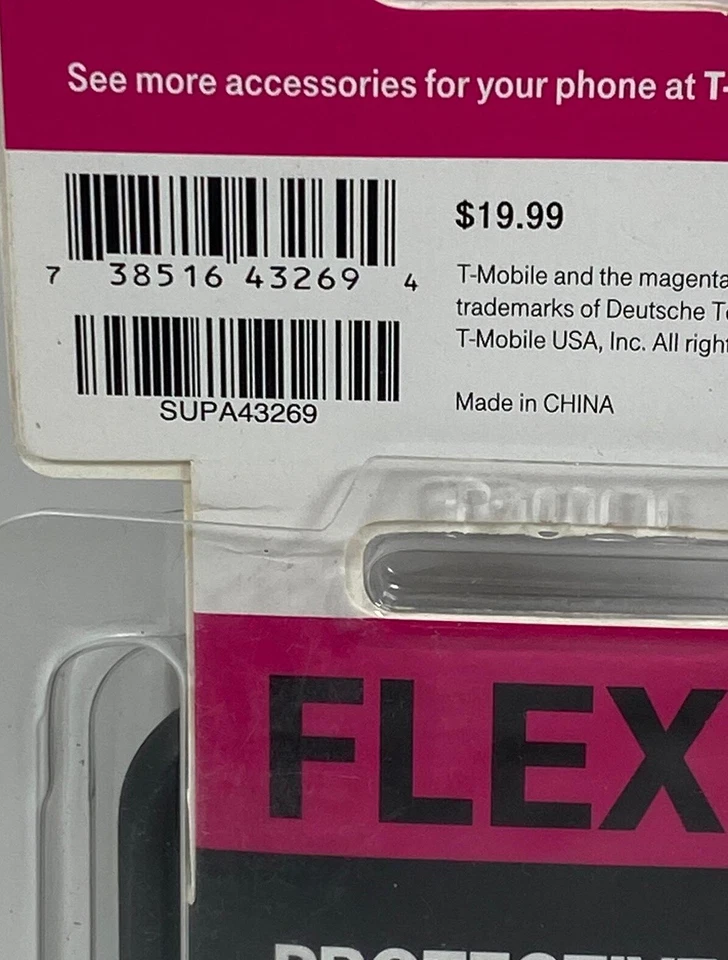 See more accessories for your phone at T-
7 38516 43269 4
SUPA43269
$19.99
T-Mobile and the magenta
trademarks of Deutsche T
T-Mobile USA, Inc. All righ
Made in CHINA
FLEX
PROTECTIVE